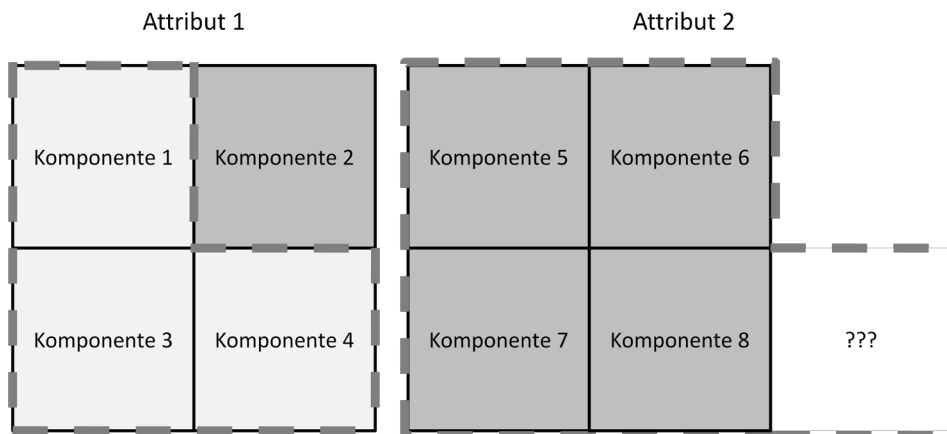 Attribut 1
Attribut 2
Komponente 1
Komponente 2
Komponente 5
Komponente 6
Komponente 3
Komponente 4
Komponente 7
Komponente 8
???